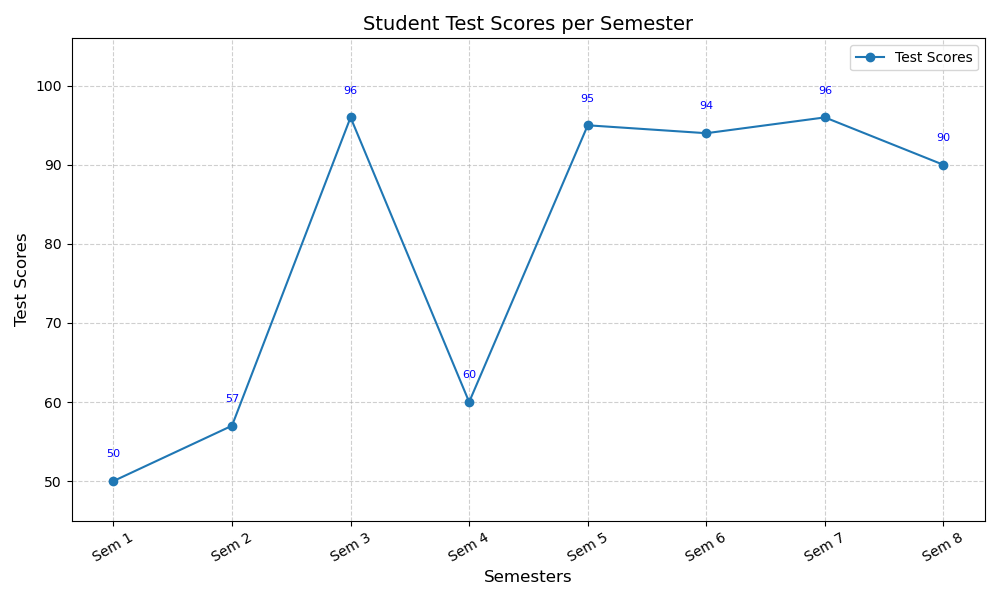 Student Test Scores per Semester
Test Scores
100
90
80
70
60
50
Test Scores
50
57
96
60
95
94
96
90
Sem 1
Sem 2
Sem 3
Sem 4
Sem 5
Sem 6
Sem 7
Sem 8
Semesters